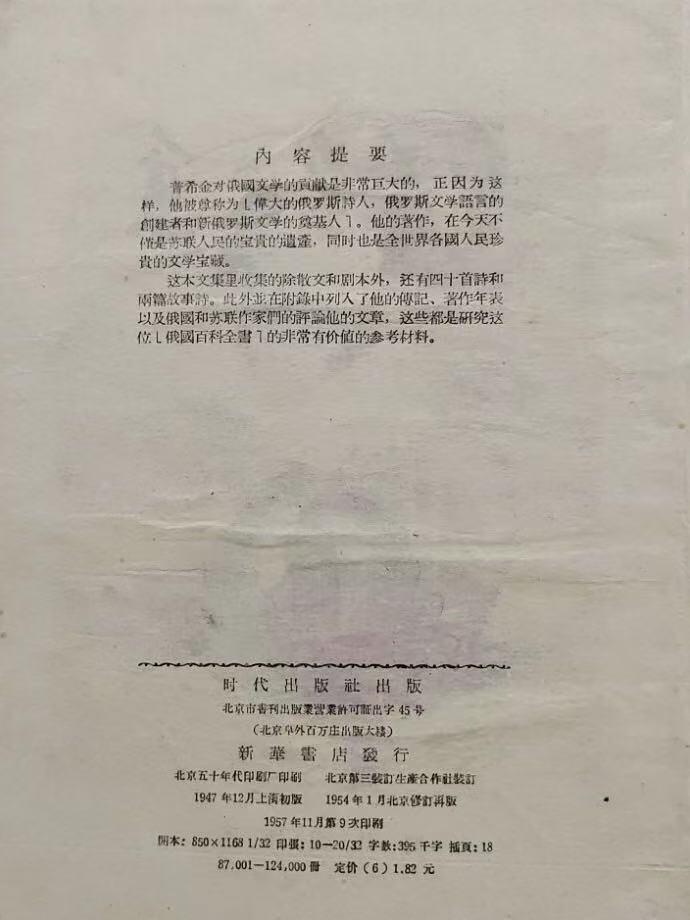 內容提要
普希金对俄國文学的貢献是非常巨大的，正因为这
样，他被尊称为⌊偉大的俄罗斯詩人，俄罗斯文学語言的
創建者和新俄罗斯文学的奠基人⌉。他的著作，在今天不
僅是苏联人民的宝貴的遺產，同时也是全世界各國人民珍
貴的文学宝藏。
这本文集里收集的除散文和剧本外，还有四十首詩和
兩篇故事詩。此外並在附錄中列入了他的傳記、著作年表
以及俄國和苏联作家們的評論他的文章，这些都是研究这
位⌊俄國百科全書⌉的非常有价值的参考材料。
时代出版社出版
北京市書刊出版業營業許可証出字45号
(北京阜外百万庄出版大樓)
新華書店發行
北京五十年代印刷厂印刷 北京第三裝訂生產合作社裝訂
1947年12月上海初版 1954年1月北京修訂再版
1957年11月第9次印刷
開本：850×1168 1/32 印張：10—20/32 字数：395千字 插頁：18
87,001—124,000冊 定价(6)1.82元